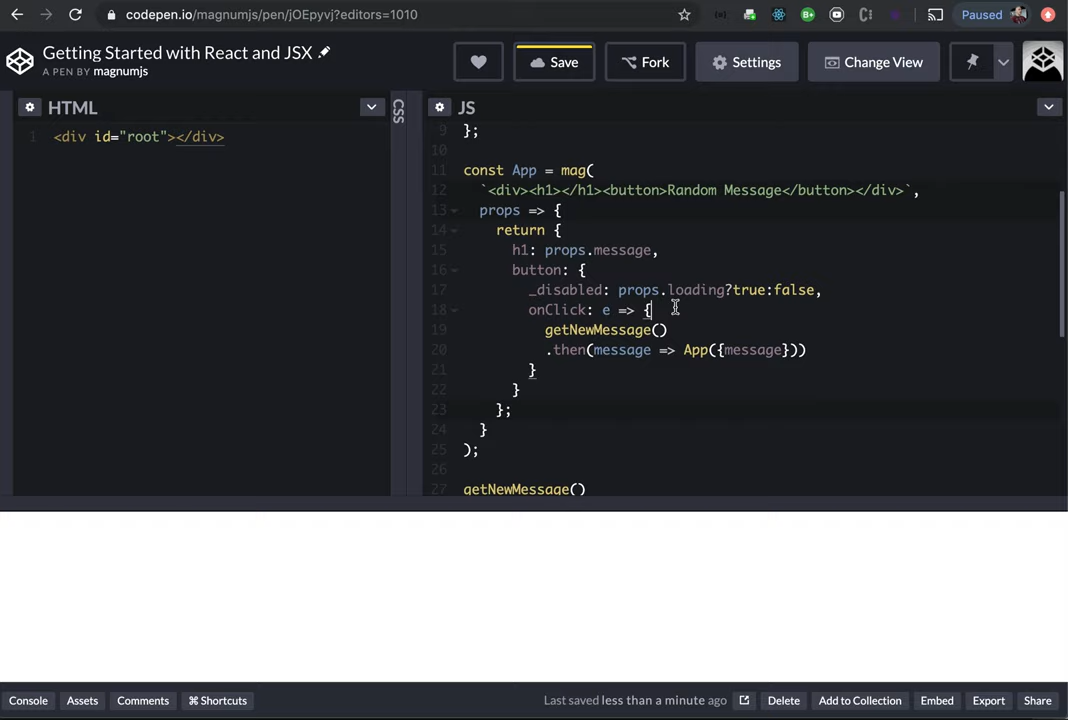 codepen.io/magnumjs/pen/jOEpyvj?editors=1010
Paused
Getting Started with React and JSX
A PEN BY magnumjs
Save
Fork
Settings
Change View
HTML
1 <div id="root"></div>
CSS
JS
9 };
10
11 const App = mag(
12 `<div><h1></h1><button>Random Message</button></div>`,
13 props => {
14 return {
15 h1: props.message,
16 button: {
17 _disabled: props.loading?true:false,
18 onClick: e => {
19 getNewMessage()
20 .then(message => App({message}))
21 }
22 }
23 };
24 }
25 );
26
27 getNewMessage()
Console
Assets
Comments
⌘ Shortcuts
Last saved less than a minute ago
Delete
Add to Collection
Embed
Export
Share